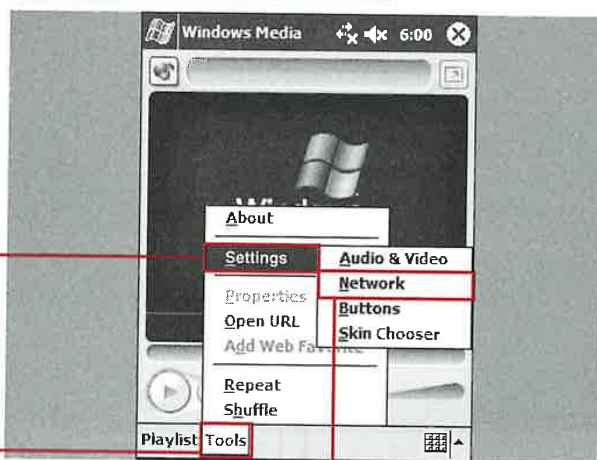 Windows Media 6:00
About
Settings
Audio & Video
Properties
Network
Open URL
Buttons
Add Web Favorite
Skin Chooser
Repeat
Shuffle
Playlist Tools